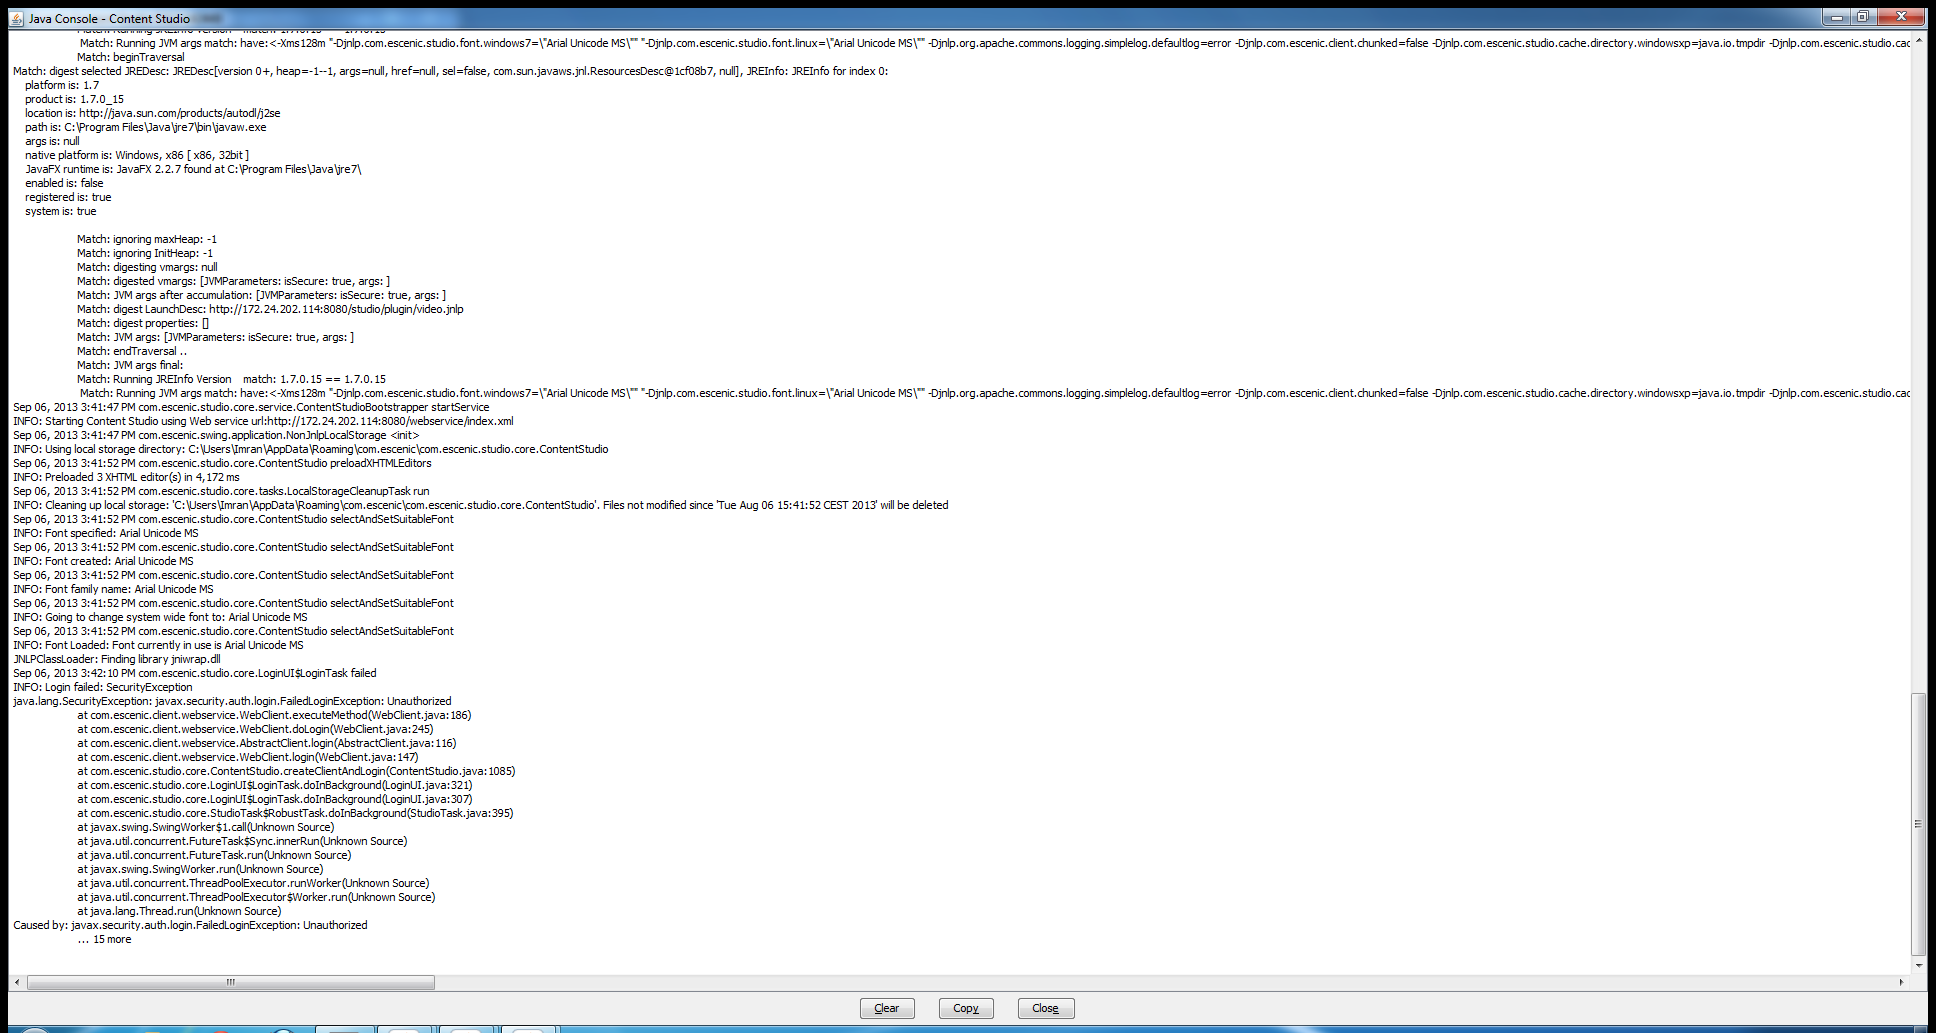 Java Console - Content Studio
Match: Running JREInfo Version    match: 1.7.0.15 == 1.7.0.15
Match: Running JVM args match: have:<-Xms128m "-Djnlp.com.escenic.studio.font.windows7=\"Arial Unicode MS\"" "-Djnlp.com.escenic.studio.font.linux=\"Arial Unicode MS\"" -Djnlp.org.apache.commons.logging.simplelog.defaultlog=error -Djnlp.com.escenic.client.chunked=false -Djnlp.com.escenic.studio.cache.directory.windowsxp=java.io.tmpdir -Djnlp.com.escenic.studio.cac
Match: beginTraversal
Match: digest selected JREDesc: JREDesc[version 0+, heap=-1--1, args=null, href=null, sel=false, com.sun.javaws.jnl.ResourcesDesc@1cf08b7, null], JREInfo: JREInfo for index 0:
platform is: 1.7
product is: 1.7.0_15
location is: http://java.sun.com/products/autodl/j2se
path is: C:\Program Files\Java\jre7\bin\javaw.exe
args is: null
native platform is: Windows, x86 [ x86, 32bit ]
JavaFX runtime is: JavaFX 2.2.7 found at C:\Program Files\Java\jre7\
enabled is: false
registered is: true
system is: true
Match: ignoring maxHeap: -1
Match: ignoring InitHeap: -1
Match: digesting vmargs: null
Match: digested vmargs: [JVMParameters: isSecure: true, args: ]
Match: JVM args after accumulation: [JVMParameters: isSecure: true, args: ]
Match: digest LaunchDesc: http://172.24.202.114:8080/studio/plugin/video.jnlp
Match: digest properties: []
Match: JVM args: [JVMParameters: isSecure: true, args: ]
Match: endTraversal ..
Match: JVM args final:
Match: Running JREInfo Version    match: 1.7.0.15 == 1.7.0.15
Match: Running JVM args match: have:<-Xms128m "-Djnlp.com.escenic.studio.font.windows7=\"Arial Unicode MS\"" "-Djnlp.com.escenic.studio.font.linux=\"Arial Unicode MS\"" -Djnlp.org.apache.commons.logging.simplelog.defaultlog=error -Djnlp.com.escenic.client.chunked=false -Djnlp.com.escenic.studio.cache.directory.windowsxp=java.io.tmpdir -Djnlp.com.escenic.studio.cac
Sep 06, 2013 3:41:47 PM com.escenic.studio.core.service.ContentStudioBootstrapper startService
INFO: Starting Content Studio using Web service url:http://172.24.202.114:8080/webservice/index.xml
Sep 06, 2013 3:41:47 PM com.escenic.swing.application.NonJnlpLocalStorage <init>
INFO: Using local storage directory: C:\Users\Imran\AppData\Roaming\com.escenic\com.escenic.studio.core.ContentStudio
Sep 06, 2013 3:41:52 PM com.escenic.studio.core.ContentStudio preloadXHTMLEditors
INFO: Preloaded 3 XHTML editor(s) in 4,172 ms
Sep 06, 2013 3:41:52 PM com.escenic.studio.core.tasks.LocalStorageCleanupTask run
INFO: Cleaning up local storage: 'C:\Users\Imran\AppData\Roaming\com.escenic\com.escenic.studio.core.ContentStudio'. Files not modified since 'Tue Aug 06 15:41:52 CEST 2013' will be deleted
Sep 06, 2013 3:41:52 PM com.escenic.studio.core.ContentStudio selectAndSetSuitableFont
INFO: Font specified: Arial Unicode MS
Sep 06, 2013 3:41:52 PM com.escenic.studio.core.ContentStudio selectAndSetSuitableFont
INFO: Font created: Arial Unicode MS
Sep 06, 2013 3:41:52 PM com.escenic.studio.core.ContentStudio selectAndSetSuitableFont
INFO: Font family name: Arial Unicode MS
Sep 06, 2013 3:41:52 PM com.escenic.studio.core.ContentStudio selectAndSetSuitableFont
INFO: Going to change system wide font to: Arial Unicode MS
Sep 06, 2013 3:41:52 PM com.escenic.studio.core.ContentStudio selectAndSetSuitableFont
INFO: Font Loaded: Font currently in use is Arial Unicode MS
JNLPClassLoader: Finding library jniwrap.dll
Sep 06, 2013 3:42:10 PM com.escenic.studio.core.LoginUI$LoginTask failed
INFO: Login failed: SecurityException
java.lang.SecurityException: javax.security.auth.login.FailedLoginException: Unauthorized
at com.escenic.client.webservice.WebClient.executeMethod(WebClient.java:186)
at com.escenic.client.webservice.WebClient.doLogin(WebClient.java:245)
at com.escenic.client.webservice.AbstractClient.login(AbstractClient.java:116)
at com.escenic.client.webservice.WebClient.login(WebClient.java:147)
at com.escenic.studio.core.ContentStudio.createClientAndLogin(ContentStudio.java:1085)
at com.escenic.studio.core.LoginUI$LoginTask.doInBackground(LoginUI.java:321)
at com.escenic.studio.core.LoginUI$LoginTask.doInBackground(LoginUI.java:307)
at com.escenic.studio.core.StudioTask$RobustTask.doInBackground(StudioTask.java:395)
at javax.swing.SwingWorker$1.call(Unknown Source)
at java.util.concurrent.FutureTask$Sync.innerRun(Unknown Source)
at java.util.concurrent.FutureTask.run(Unknown Source)
at javax.swing.SwingWorker.run(Unknown Source)
at java.util.concurrent.ThreadPoolExecutor.runWorker(Unknown Source)
at java.util.concurrent.ThreadPoolExecutor$Worker.run(Unknown Source)
at java.lang.Thread.run(Unknown Source)
Caused by: javax.security.auth.login.FailedLoginException: Unauthorized
... 15 more
Clear Copy Close